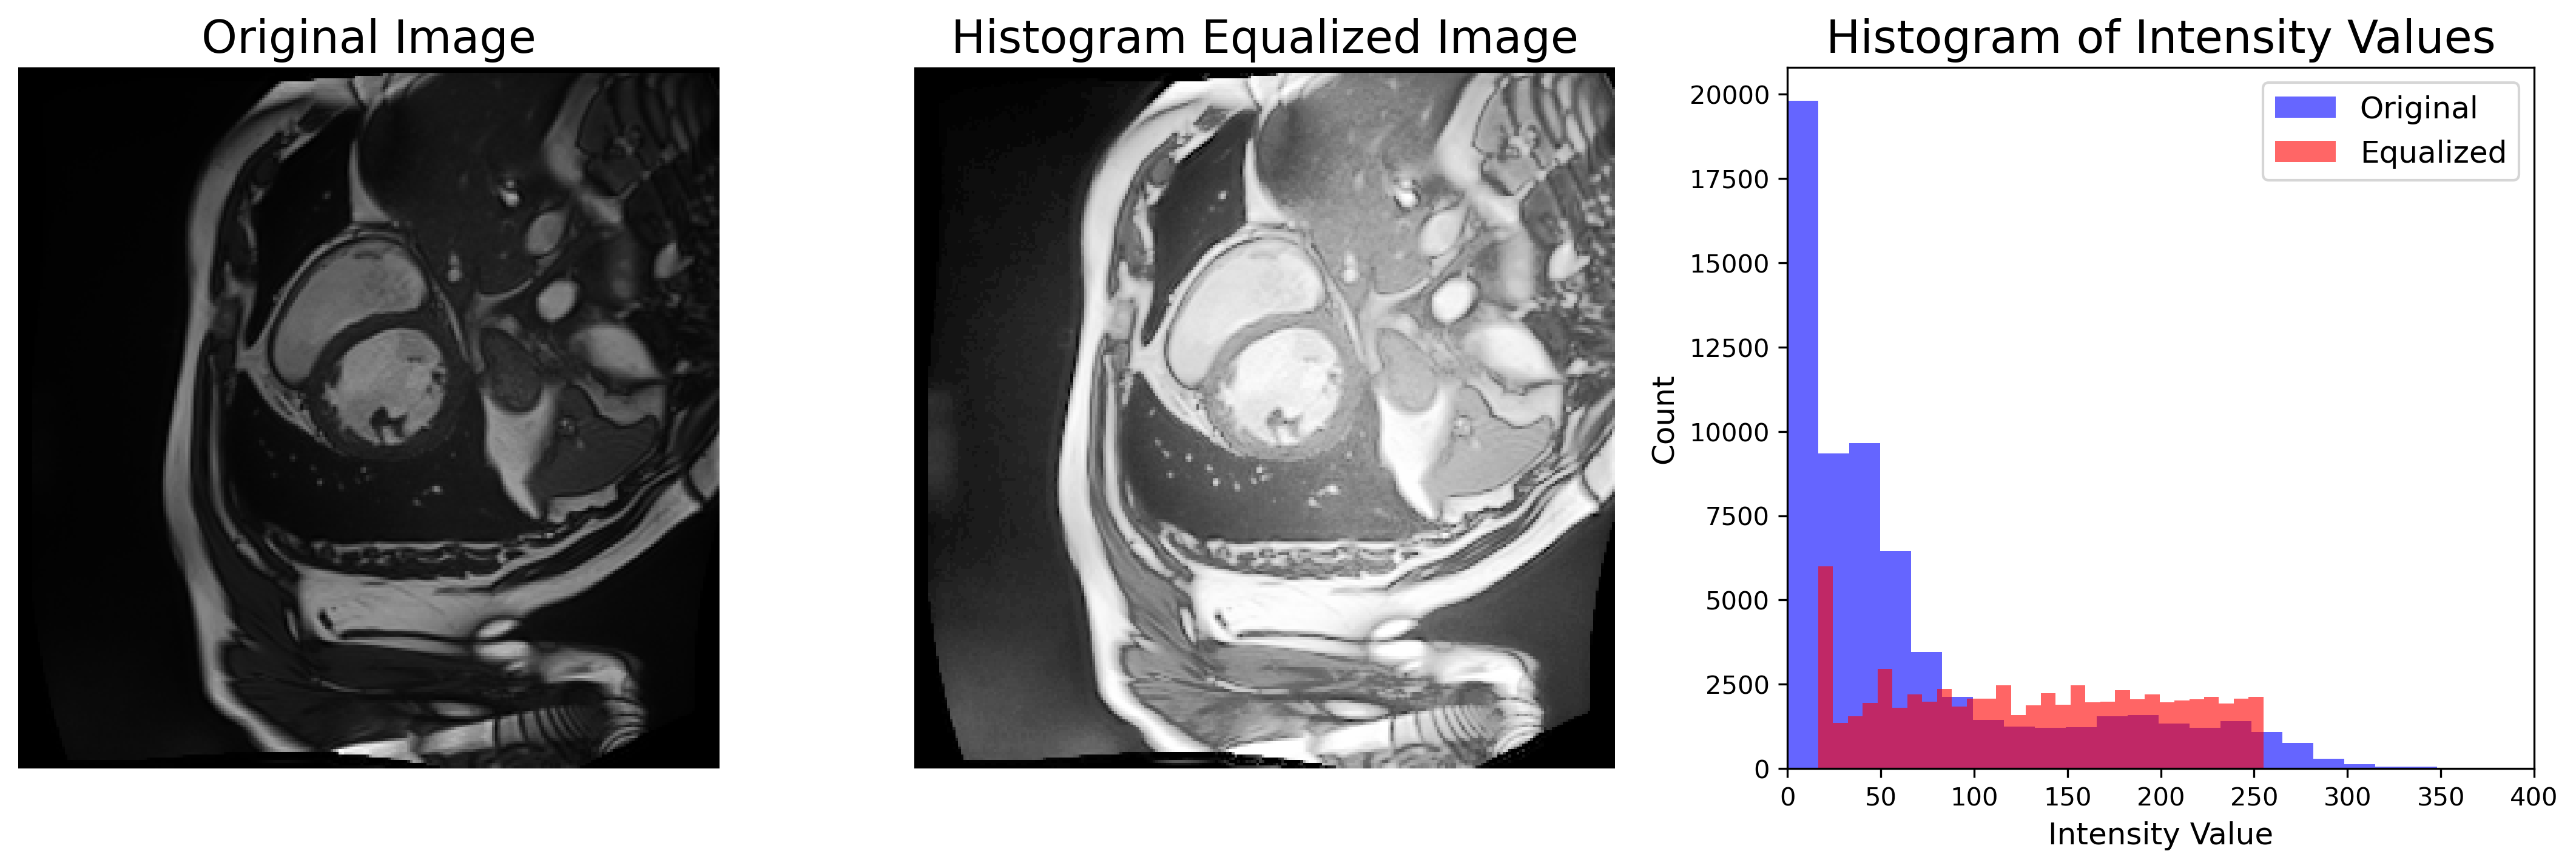 Original Image
Histogram Equalized Image
Histogram of Intensity Values
Original
Equalized
20000
17500
15000
12500
10000
7500
5000
2500
0
Count
0 50 100 150 200 250 300 350 400
Intensity Value